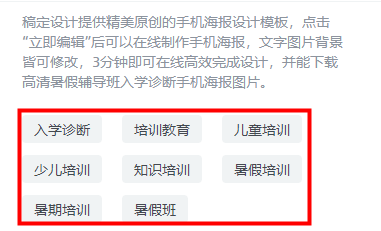 稿定设计提供精美原创的手机海报设计模板，点击
“立即编辑”后可以在线制作手机海报，文字图片背景
皆可修改，3分钟即可在线高效完成设计，并能下载
高清暑假辅导班入学诊断手机海报图片。
入学诊断 培训教育 儿童培训
少儿培训 知识培训 暑假培训
暑期培训 暑假班